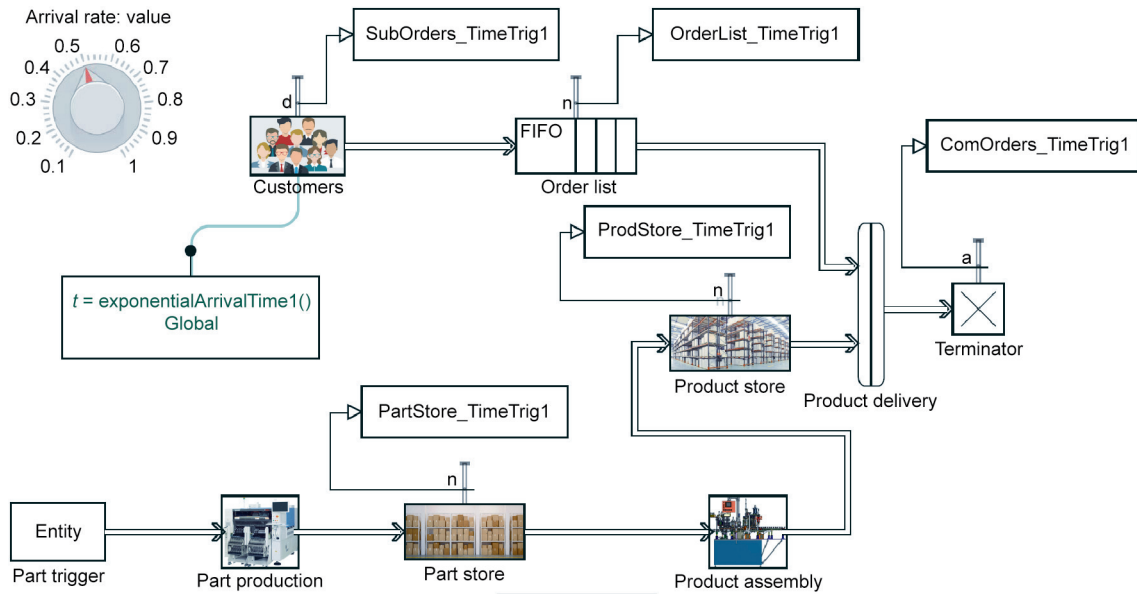 Arrival rate: value
0.5
0.6
0.4
0.7
0.3
0.8
0.2
0.9
0.1
1
SubOrders_TimeTrig1
OrderList_TimeTrig1
d
n
FIFO
Customers
Order list
ComOrders_TimeTrig1
ProdStore_TimeTrig1
a
t = exponentialArrivalTime1()
Global
n
Terminator
Product store
Product delivery
PartStore_TimeTrig1
n
Entity
Part trigger
Part production
Part store
Product assembly